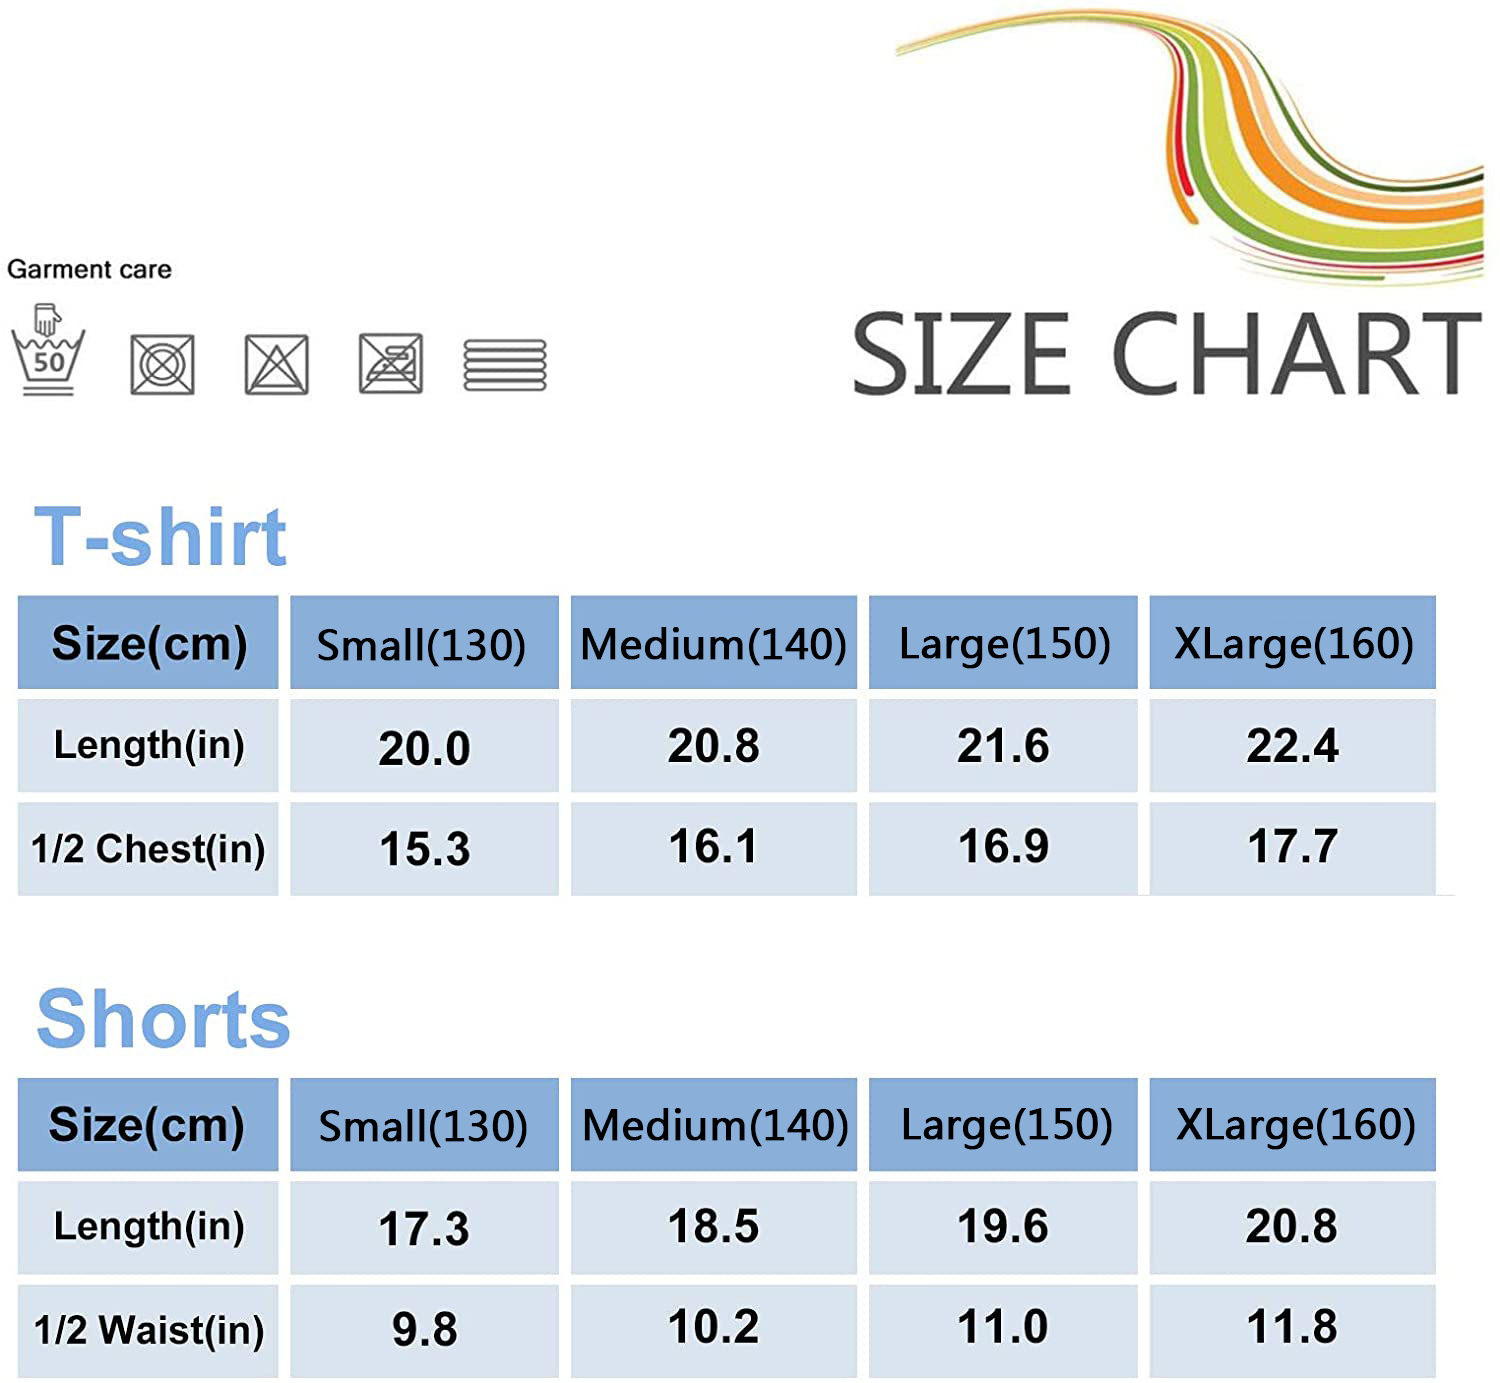 Garment care
50
SIZE CHART
T-shirt
Size(cm) Small(130) Medium(140) Large(150) XLarge(160)
Length(in) 20.0 20.8 21.6 22.4
1/2 Chest(in) 15.3 16.1 16.9 17.7
Shorts
Size(cm) Small(130) Medium(140) Large(150) XLarge(160)
Length(in) 17.3 18.5 19.6 20.8
1/2 Waist(in) 9.8 10.2 11.0 11.8